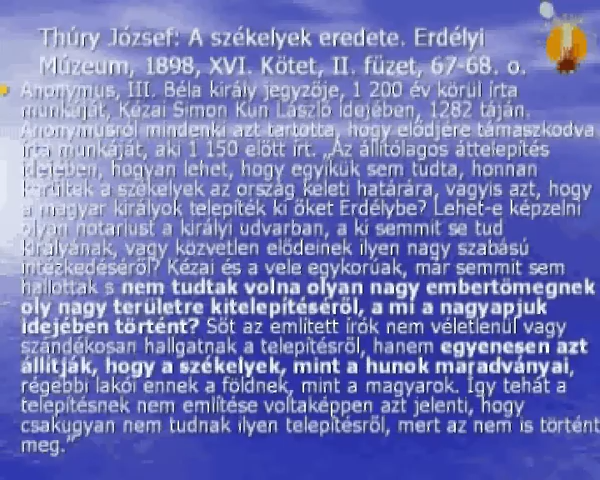 Thúry József: A székelyek eredete. Erdélyi
Múzeum, 1898, XVI. Kötet, II. füzet, 67-68. o.
Anonymus, III. Béla király jegyzője, 1 200 év körül írta
munkáját, Kézai Simon Kun László idejében, 1282 táján.
Anonymusról mindenki azt tartotta, hogy elődjére támaszkodva
írta munkáját, aki 1 150 előtt írt. „Az állítólagos áttelepítés
idejében, hogyan lehet, hogy egyikük sem tudta, honnan
kerültek a székelyek az ország keleti határára, vagyis azt, hogy
a magyar királyok telepíték ki őket Erdélybe? Lehet-e képzelni
olyan notariust a királyi udvarban, a ki semmit se tud
királyának, vagy közvetlen elődeinek ilyen nagy szabású
intézkedéséről? Kézai és a vele egykorúak, már semmit sem
hallottak s nem tudtak volna olyan nagy embertömegnek
oly nagy területre kitelepítéséről, a mi a nagyapjuk
idejében történt? Sőt az említett írók nem véletlenül vagy
szándékosan hallgatnak a telepítésről, hanem egyenesen azt
állítják, hogy a székelyek, mint a hunok maradványai,
régebbi lakói ennek a földnek, mint a magyarok. Így tehát a
telepítésnek nem említése voltaképpen azt jelenti, hogy
csakugyan nem tudnak ilyen telepítésről, mert az nem is történt
meg."